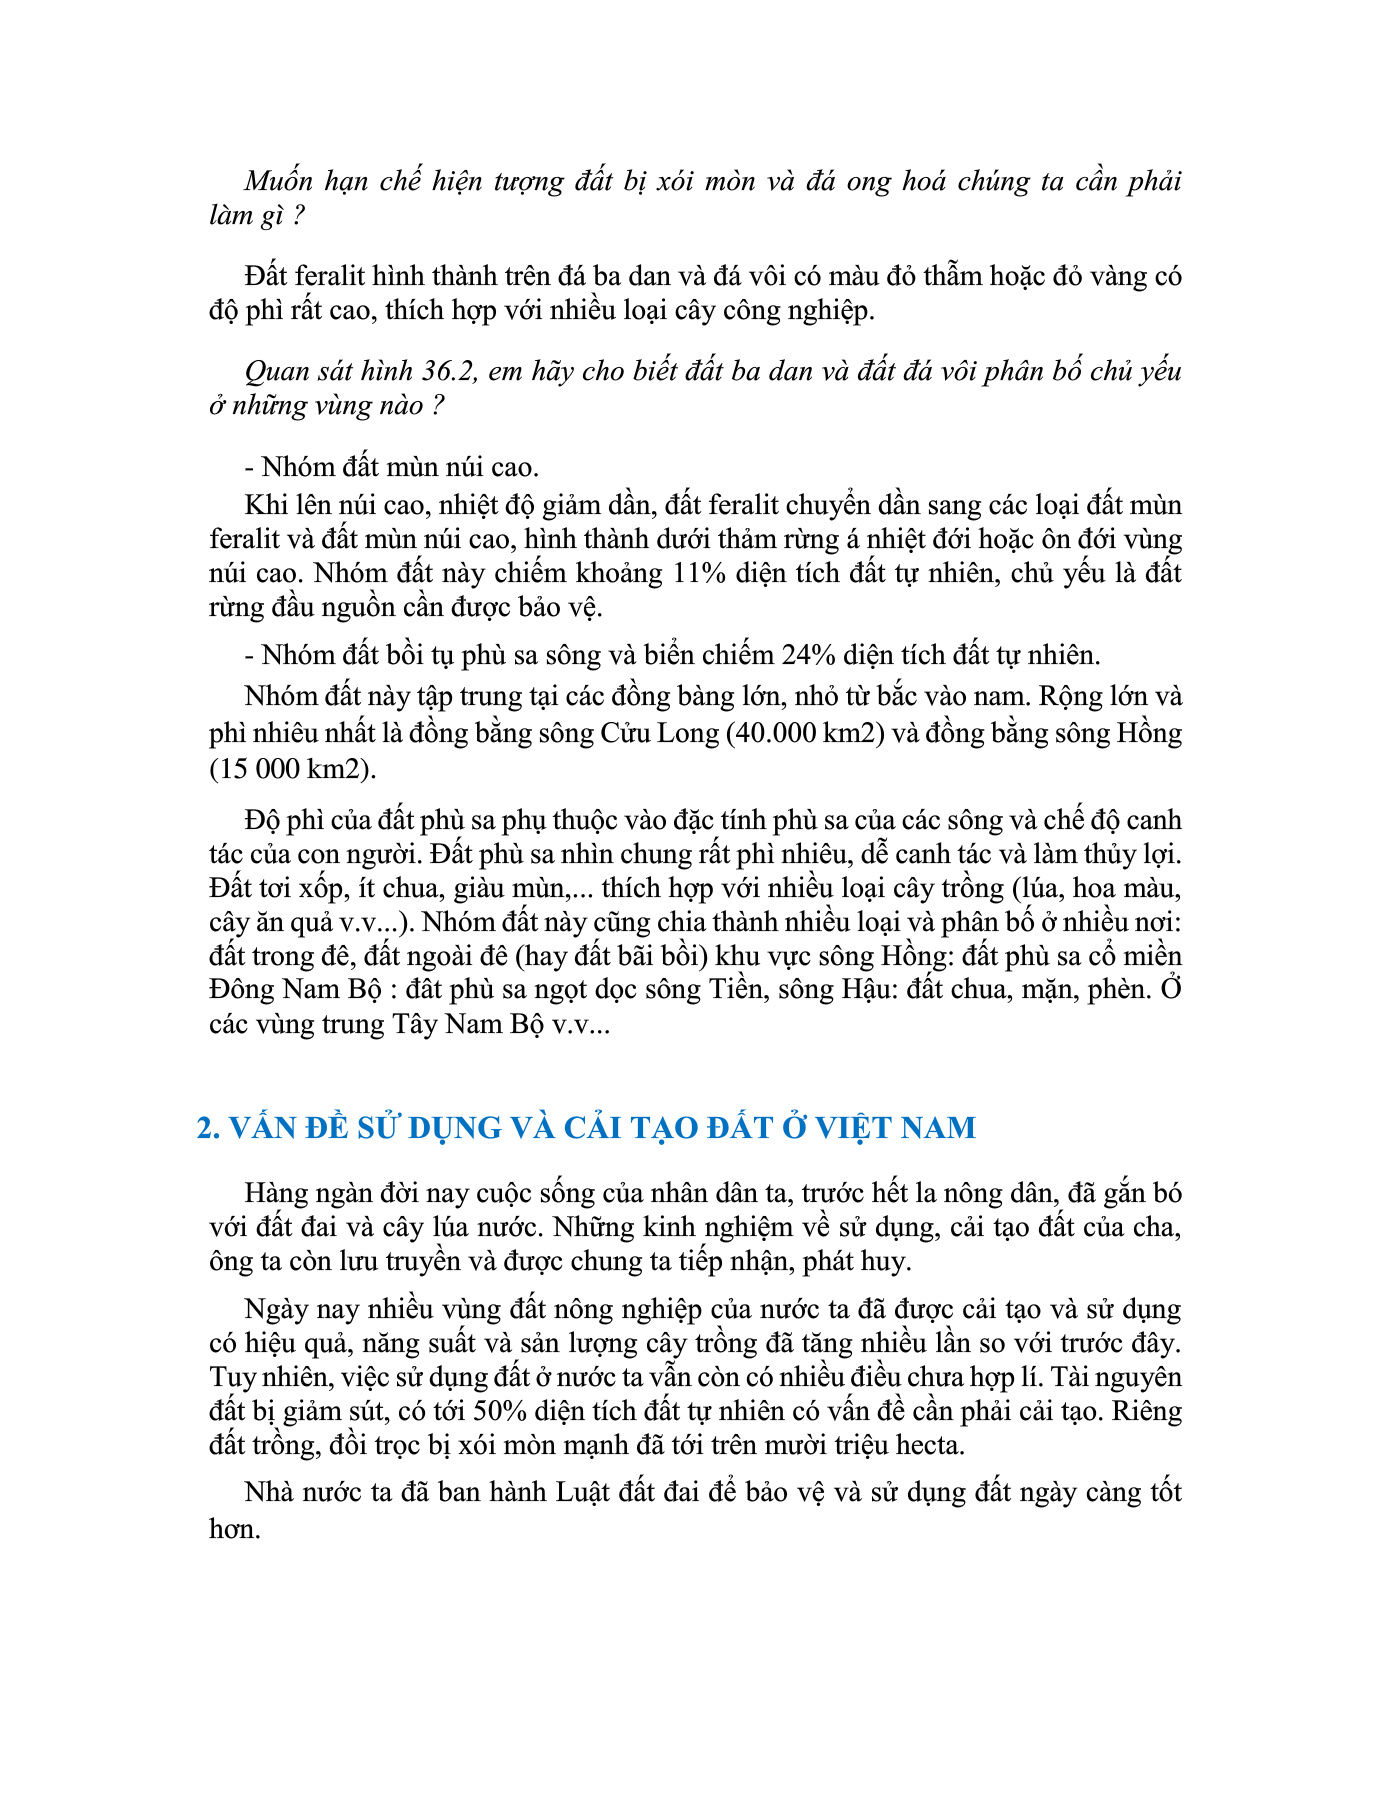 Muốn hạn chế hiện tượng đất bị xói mòn và đá ong hoá chúng ta cần phải
làm gì ?
Đất feralit hình thành trên đá ba dan và đá vôi có màu đỏ thẫm hoặc đỏ vàng có
độ phì rất cao, thích hợp với nhiều loại cây công nghiệp.
Quan sát hình 36.2, em hãy cho biết đất ba dan và đất đá vôi phân bố chủ yếu
ở những vùng nào ?
- Nhóm đất mùn núi cao.
Khi lên núi cao, nhiệt độ giảm dần, đất feralit chuyển dần sang các loại đất mùn
feralit và đất mùn núi cao, hình thành dưới thảm rừng á nhiệt đới hoặc ôn đới vùng
núi cao. Nhóm đất này chiếm khoảng 11% diện tích đất tự nhiên, chủ yếu là đất
rừng đầu nguồn cần được bảo vệ.
- Nhóm đất bồi tụ phù sa sông và biển chiếm 24% diện tích đất tự nhiên.
Nhóm đất này tập trung tại các đồng bàng lớn, nhỏ từ bắc vào nam. Rộng lớn và
phì nhiêu nhất là đồng bằng sông Cửu Long (40.000 km2) và đồng bằng sông Hồng
(15 000 km2).
Độ phì của đất phù sa phụ thuộc vào đặc tính phù sa của các sông và chế độ canh
tác của con người. Đất phù sa nhìn chung rất phì nhiêu, dễ canh tác và làm thủy lợi.
Đất tơi xốp, ít chua, giàu mùn,... thích hợp với nhiều loại cây trồng (lúa, hoa màu,
cây ăn quả v.v...). Nhóm đất này cũng chia thành nhiều loại và phân bố ở nhiều nơi:
đất trong đê, đất ngoài đê (hay đất bãi bồi) khu vực sông Hồng: đất phù sa cổ miền
Đông Nam Bộ : đât phù sa ngọt dọc sông Tiền, sông Hậu: đất chua, mặn, phèn. Ở
các vùng trung Tây Nam Bộ v.v...
2. VẤN ĐỀ SỬ DỤNG VÀ CẢI TẠO ĐẤT Ở VIỆT NAM
Hàng ngàn đời nay cuộc sống của nhân dân ta, trước hết la nông dân, đã gắn bó
với đất đai và cây lúa nước. Những kinh nghiệm về sử dụng, cải tạo đất của cha,
ông ta còn lưu truyền và được chung ta tiếp nhận, phát huy.
Ngày nay nhiều vùng đất nông nghiệp của nước ta đã được cải tạo và sử dụng
có hiệu quả, năng suất và sản lượng cây trồng đã tăng nhiều lần so với trước đây.
Tuy nhiên, việc sử dụng đất ở nước ta vẫn còn có nhiều điều chưa hợp lí. Tài nguyên
đất bị giảm sút, có tới 50% diện tích đất tự nhiên có vấn đề cần phải cải tạo. Riêng
đất trồng, đồi trọc bị xói mòn mạnh đã tới trên mười triệu hecta.
Nhà nước ta đã ban hành Luật đất đai để bảo vệ và sử dụng đất ngày càng tốt
hơn.